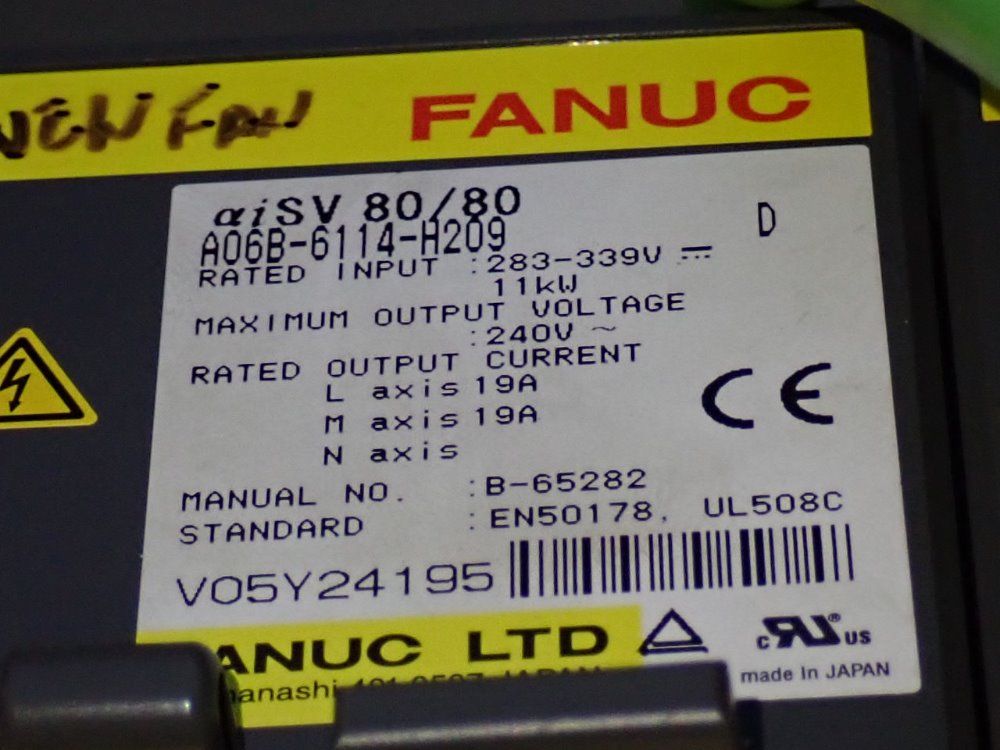 NEW FAN
FANUC
αiSV 80/80
D
A06B-6114-H209
RATED INPUT :283-339V ⎓
11kW
MAXIMUM OUTPUT VOLTAGE
:240V ~
RATED OUTPUT CURRENT
L axis 19A
M axis 19A
N axis
CE
MANUAL NO. :B-65282
STANDARD :EN50178, UL508C
V05Y24195
FANUC LTD
c RU ® US
made In JAPAN